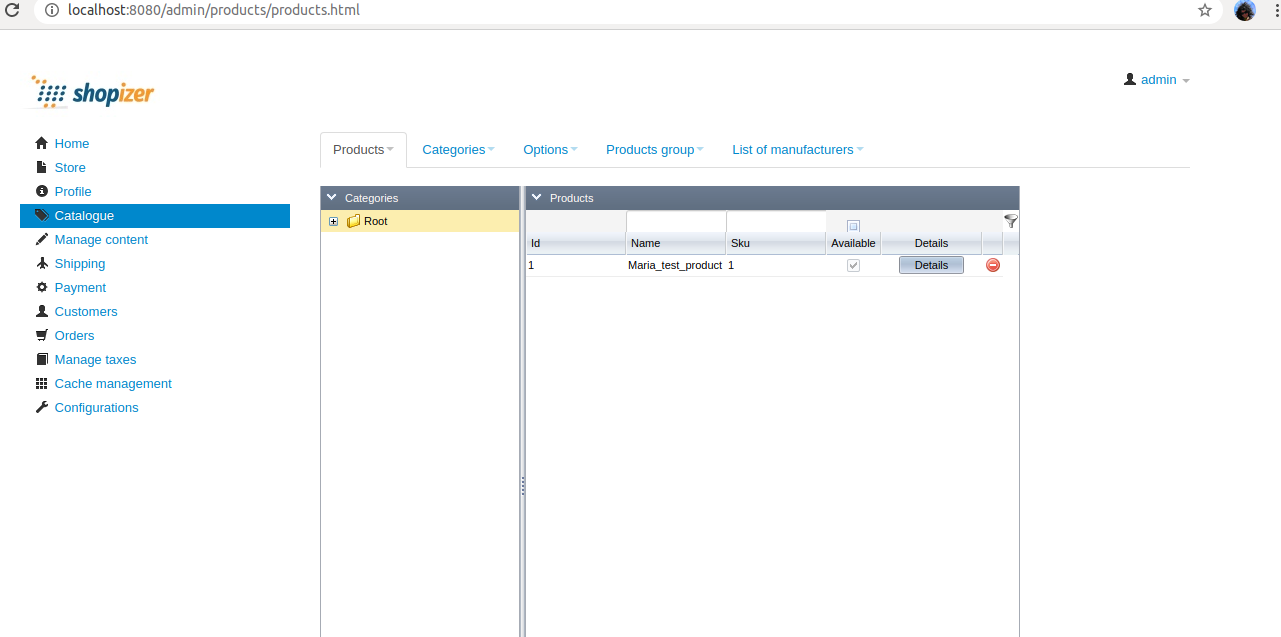 localhost:8080/admin/products/products.html
shopizer
admin
Home
Store
Profile
Catalogue
Manage content
Shipping
Payment
Customers
Orders
Manage taxes
Cache management
Configurations
Products Categories Options Products group List of manufacturers
Categories
Root
Products
Id Name Sku Available Details
1 Maria_test_product 1 Details